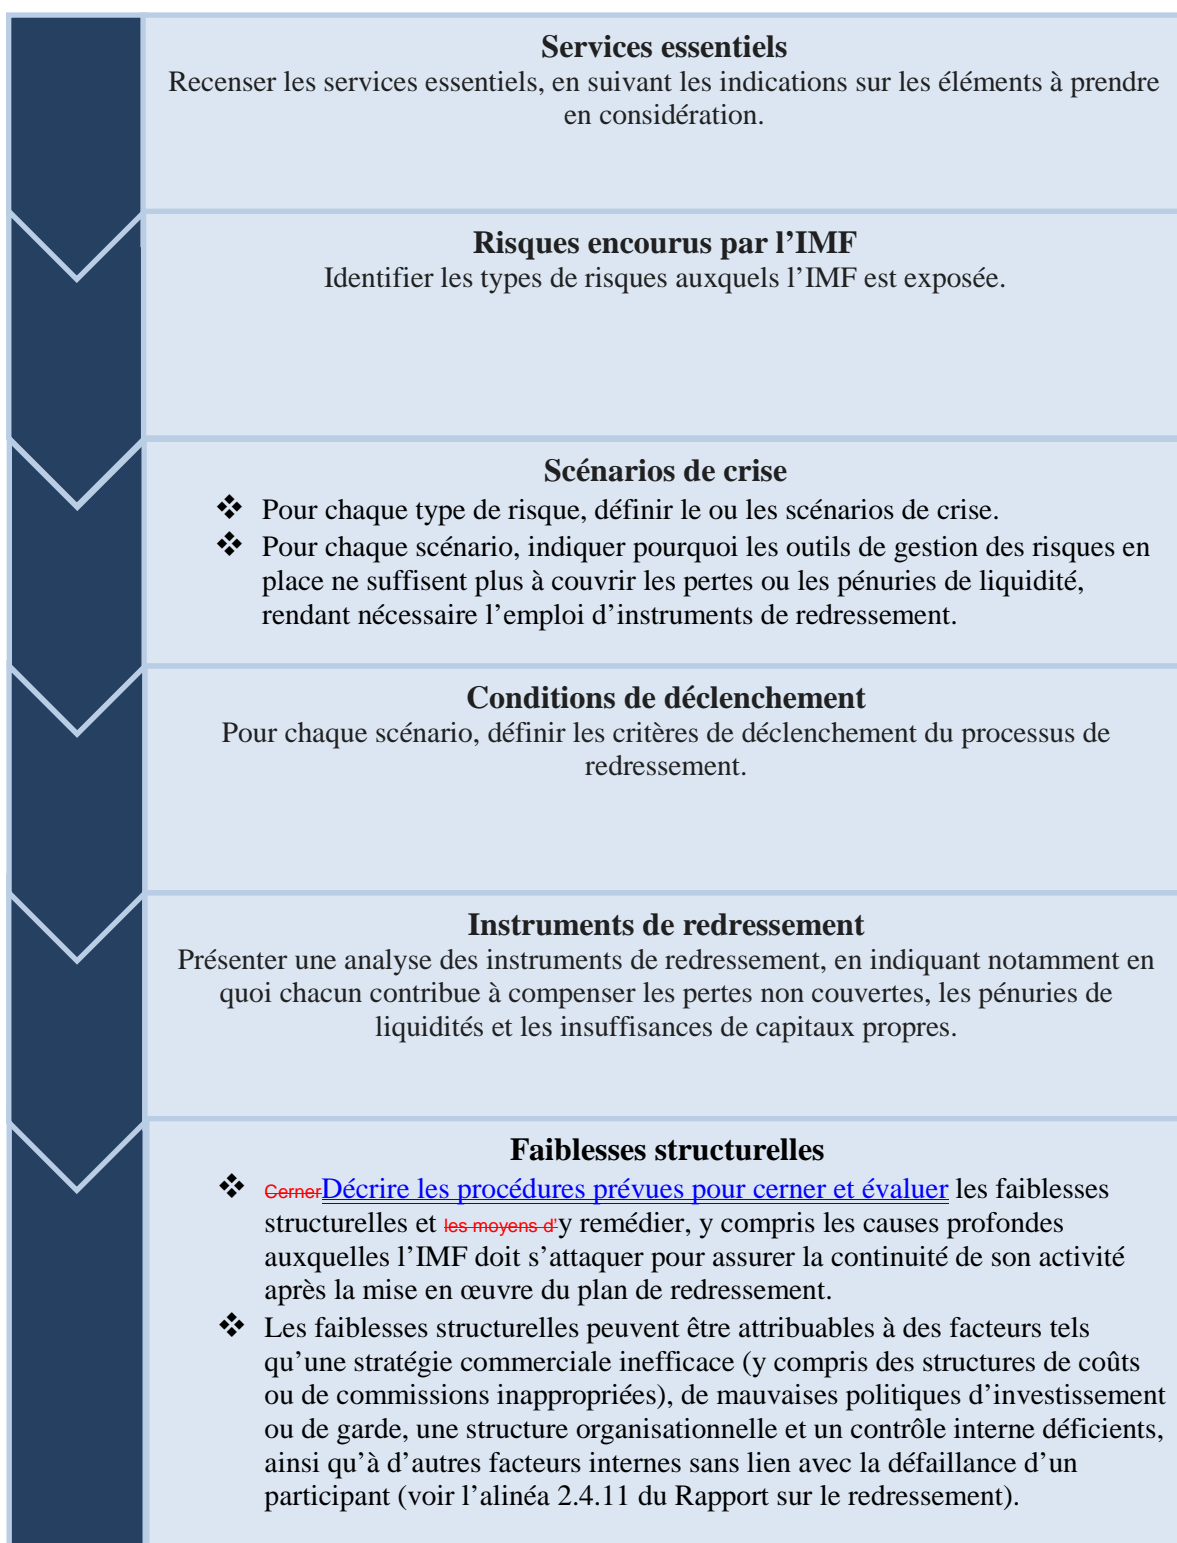 Services essentiels
Recenser les services essentiels, en suivant les indications sur les éléments à prendre
en considération.
Risques encourus par l’IMF
Identifier les types de risques auxquels l’IMF est exposée.
Scénarios de crise
❖ Pour chaque type de risque, définir le ou les scénarios de crise.
❖ Pour chaque scénario, indiquer pourquoi les outils de gestion des risques en
place ne suffisent plus à couvrir les pertes ou les pénuries de liquidité,
rendant nécessaire l’emploi d’instruments de redressement.
Conditions de déclenchement
Pour chaque scénario, définir les critères de déclenchement du processus de
redressement.
Instruments de redressement
Présenter une analyse des instruments de redressement, en indiquant notamment en
quoi chacun contribue à compenser les pertes non couvertes, les pénuries de
liquidités et les insuffisances de capitaux propres.
Faiblesses structurelles
❖ CernerDécrire les procédures prévues pour cerner et évaluer les faiblesses
structurelles et les moyens d’y remédier, y compris les causes profondes
auxquelles l’IMF doit s’attaquer pour assurer la continuité de son activité
après la mise en œuvre du plan de redressement.
❖ Les faiblesses structurelles peuvent être attribuables à des facteurs tels
qu’une stratégie commerciale inefficace (y compris des structures de coûts
ou de commissions inappropriées), de mauvaises politiques d’investissement
ou de garde, une structure organisationnelle et un contrôle interne déficients,
ainsi qu’à d’autres facteurs internes sans lien avec la défaillance d’un
participant (voir l’alinéa 2.4.11 du Rapport sur le redressement).